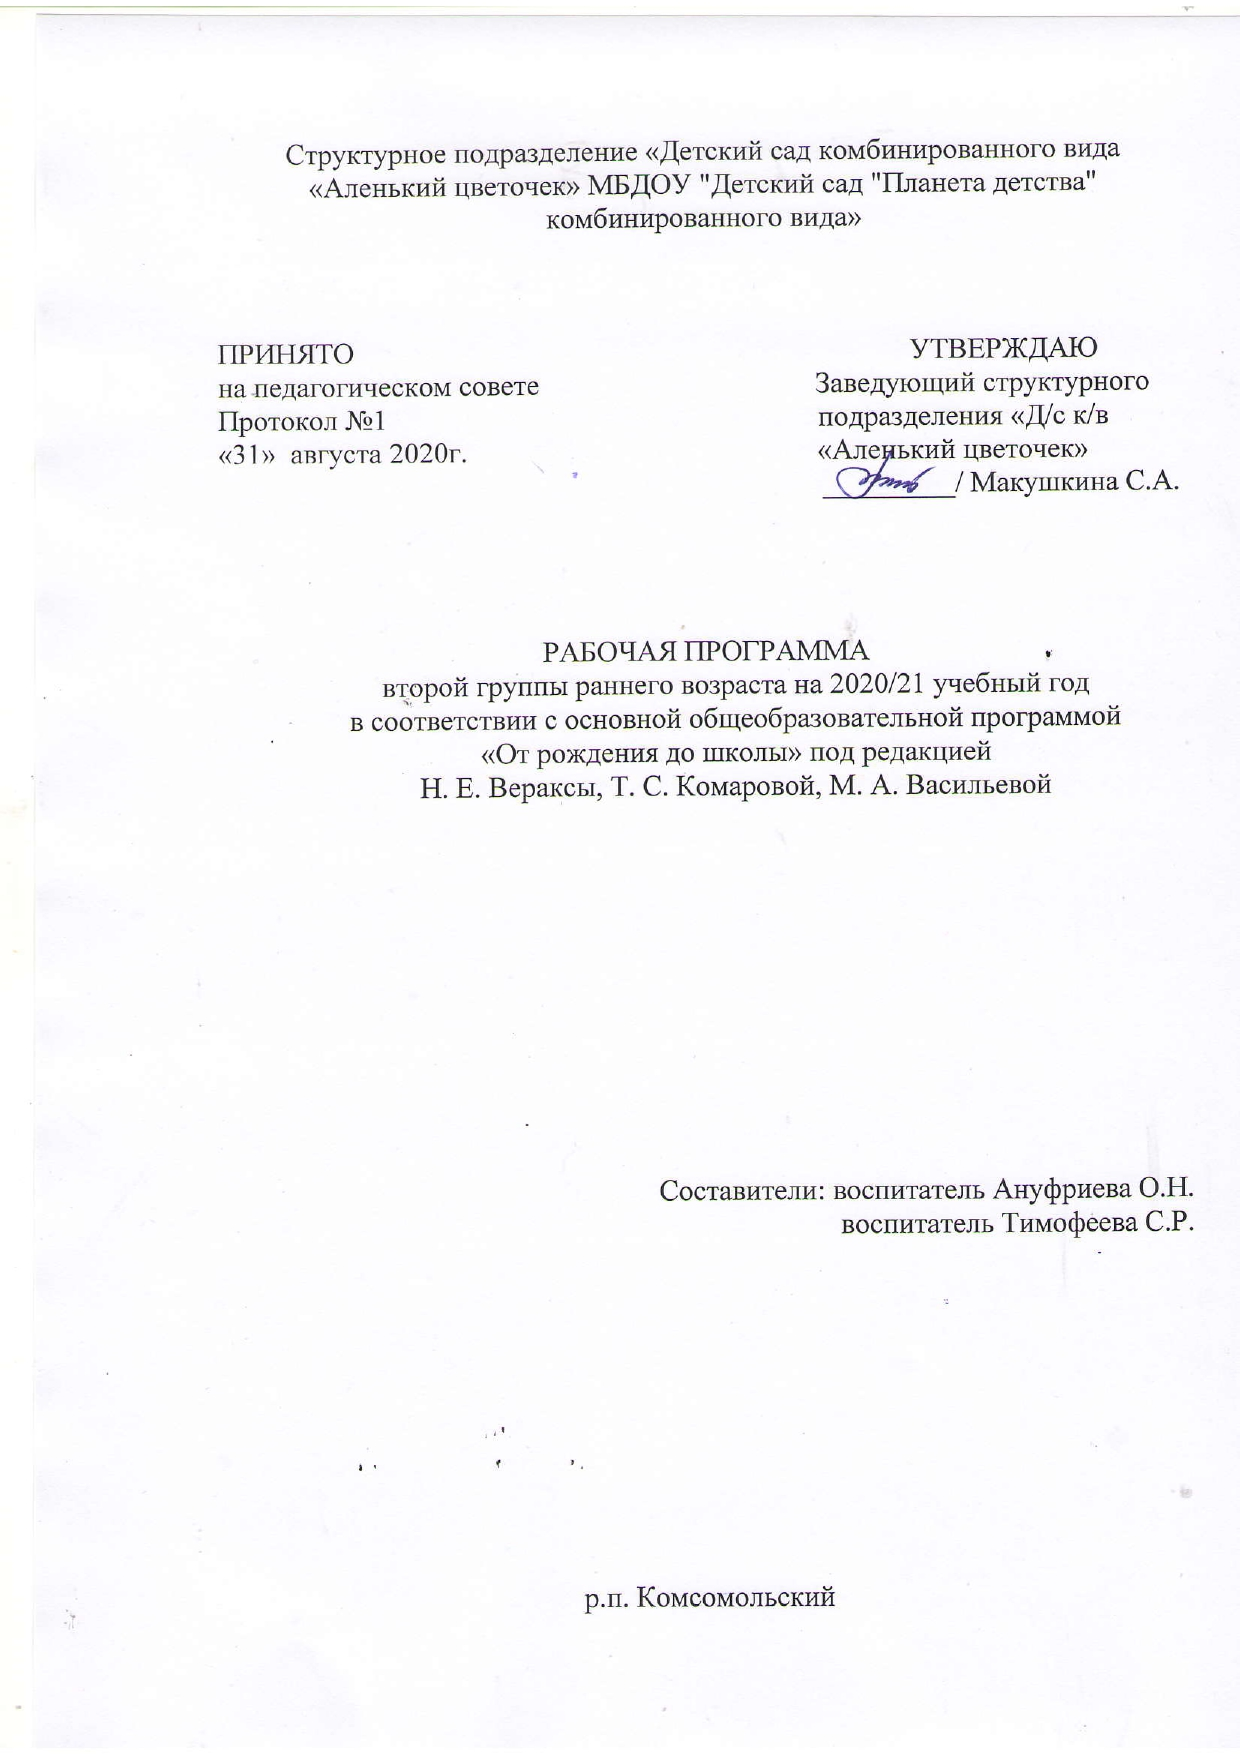 Структурное подразделение «Детский сад комбинированного вида
«Аленький цветочек» МБДОУ "Детский сад "Планета детства"
комбинированного вида»
ПРИНЯТО
на педагогическом совете
Протокол №1
«31» августа 2020г.
УТВЕРЖДАЮ
Заведующий структурного
подразделения «Д/с к/в
«Аленький цветочек»
__________/ Макушкина С.А.
РАБОЧАЯ ПРОГРАММА
второй группы раннего возраста на 2020/21 учебный год
в соответствии с основной общеобразовательной программой
«От рождения до школы» под редакцией
Н. Е. Вераксы, Т. С. Комаровой, М. А. Васильевой
Составители: воспитатель Ануфриева О.Н.
воспитатель Тимофеева С.Р.
р.п. Комсомольский